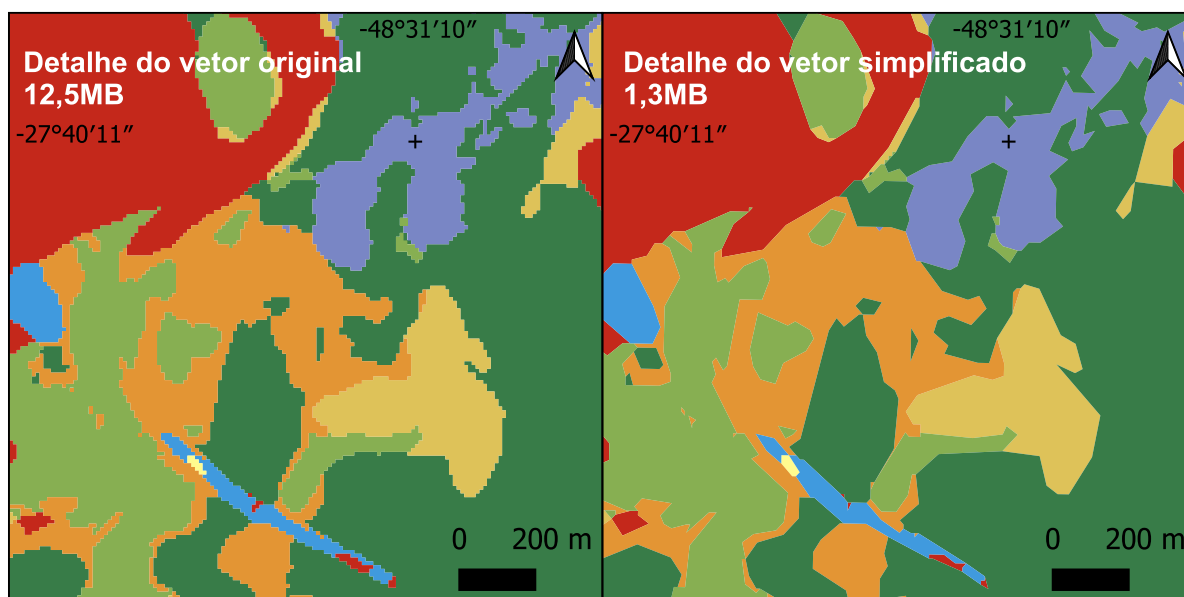 -48°31′10″
Detalhe do vetor original
12,5MB
-27°40′11″
0 200 m
-48°31′10″
Detalhe do vetor simplificado
1,3MB
-27°40′11″
0 200 m